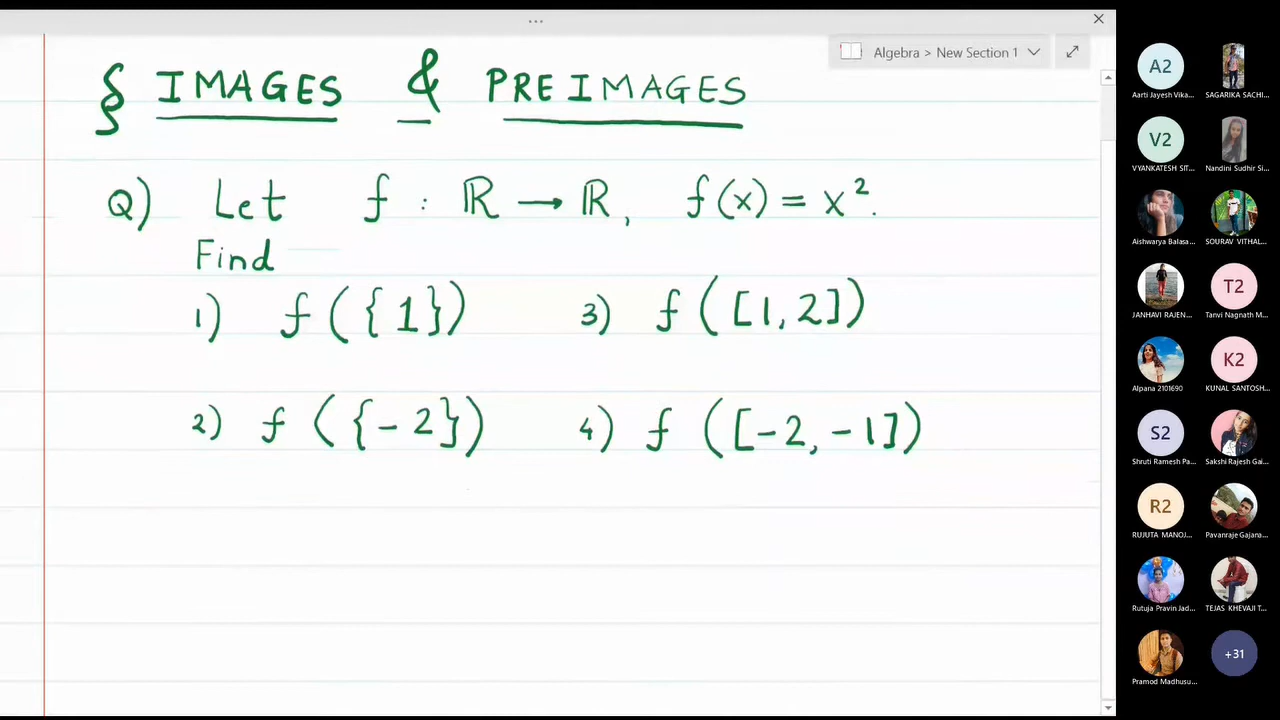 ...
Algebra > New Section 1
§ IMAGES & PREIMAGES
Q) Let f : ℝ → ℝ, f(x) = x².
Find
1) f({1}) 3) f([1,2])
2) f({-2}) 4) f([-2,-1])
A2
Aarti Jayesh Vika...
SAGARIKA SACHI...
V2
VYANKATESH SIT...
Nandini Sudhir Si...
Aishwarya Balasa...
SOURAV VITHAL...
T2
JANHAVI RAJEN...
Tanvi Nagnath M...
K2
Alpana 2101690
KUNAL SANTOSH...
S2
Shruti Ramesh Pa...
Sakshi Rajesh Gai...
R2
RUJUTA MANOJ...
Pavanraje Gajana...
Rutuja Pravin Jad...
TEJAS KHEVAJI T...
+31
Pramod Madhusu...